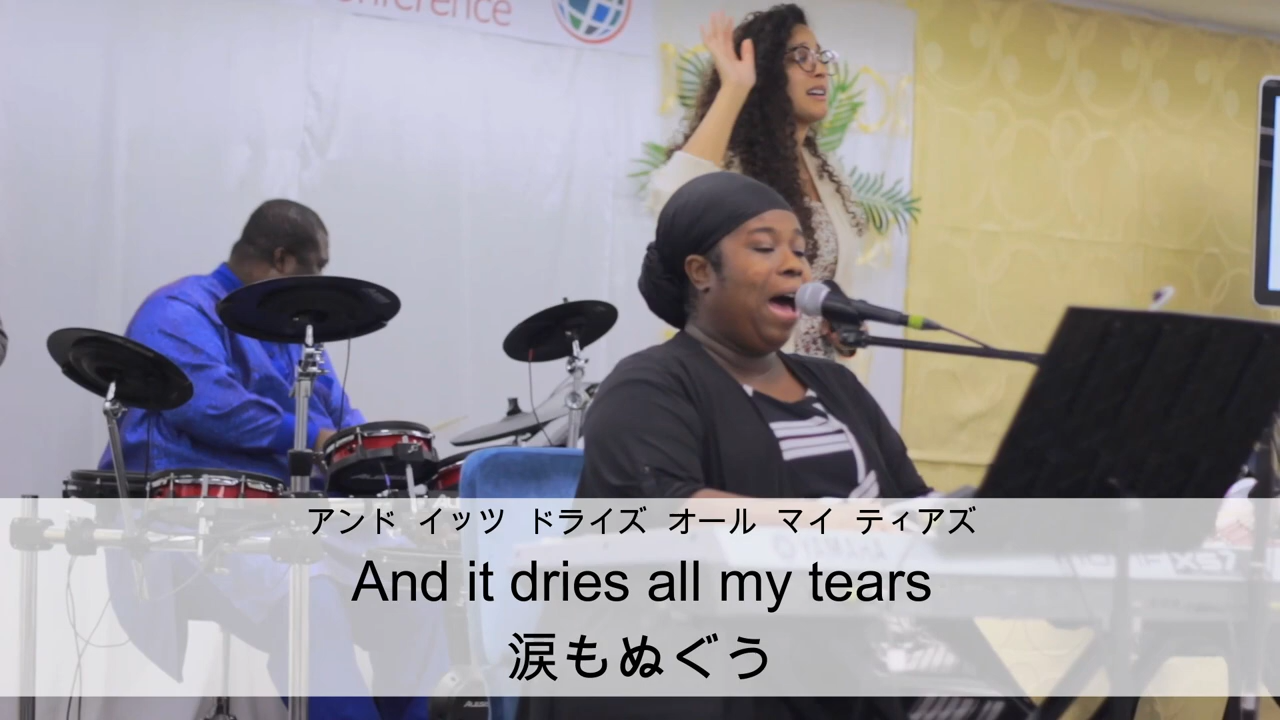 onference
アンド イッツ ドライズ オール マイ ティアズ
And it dries all my tears
涙もぬぐう